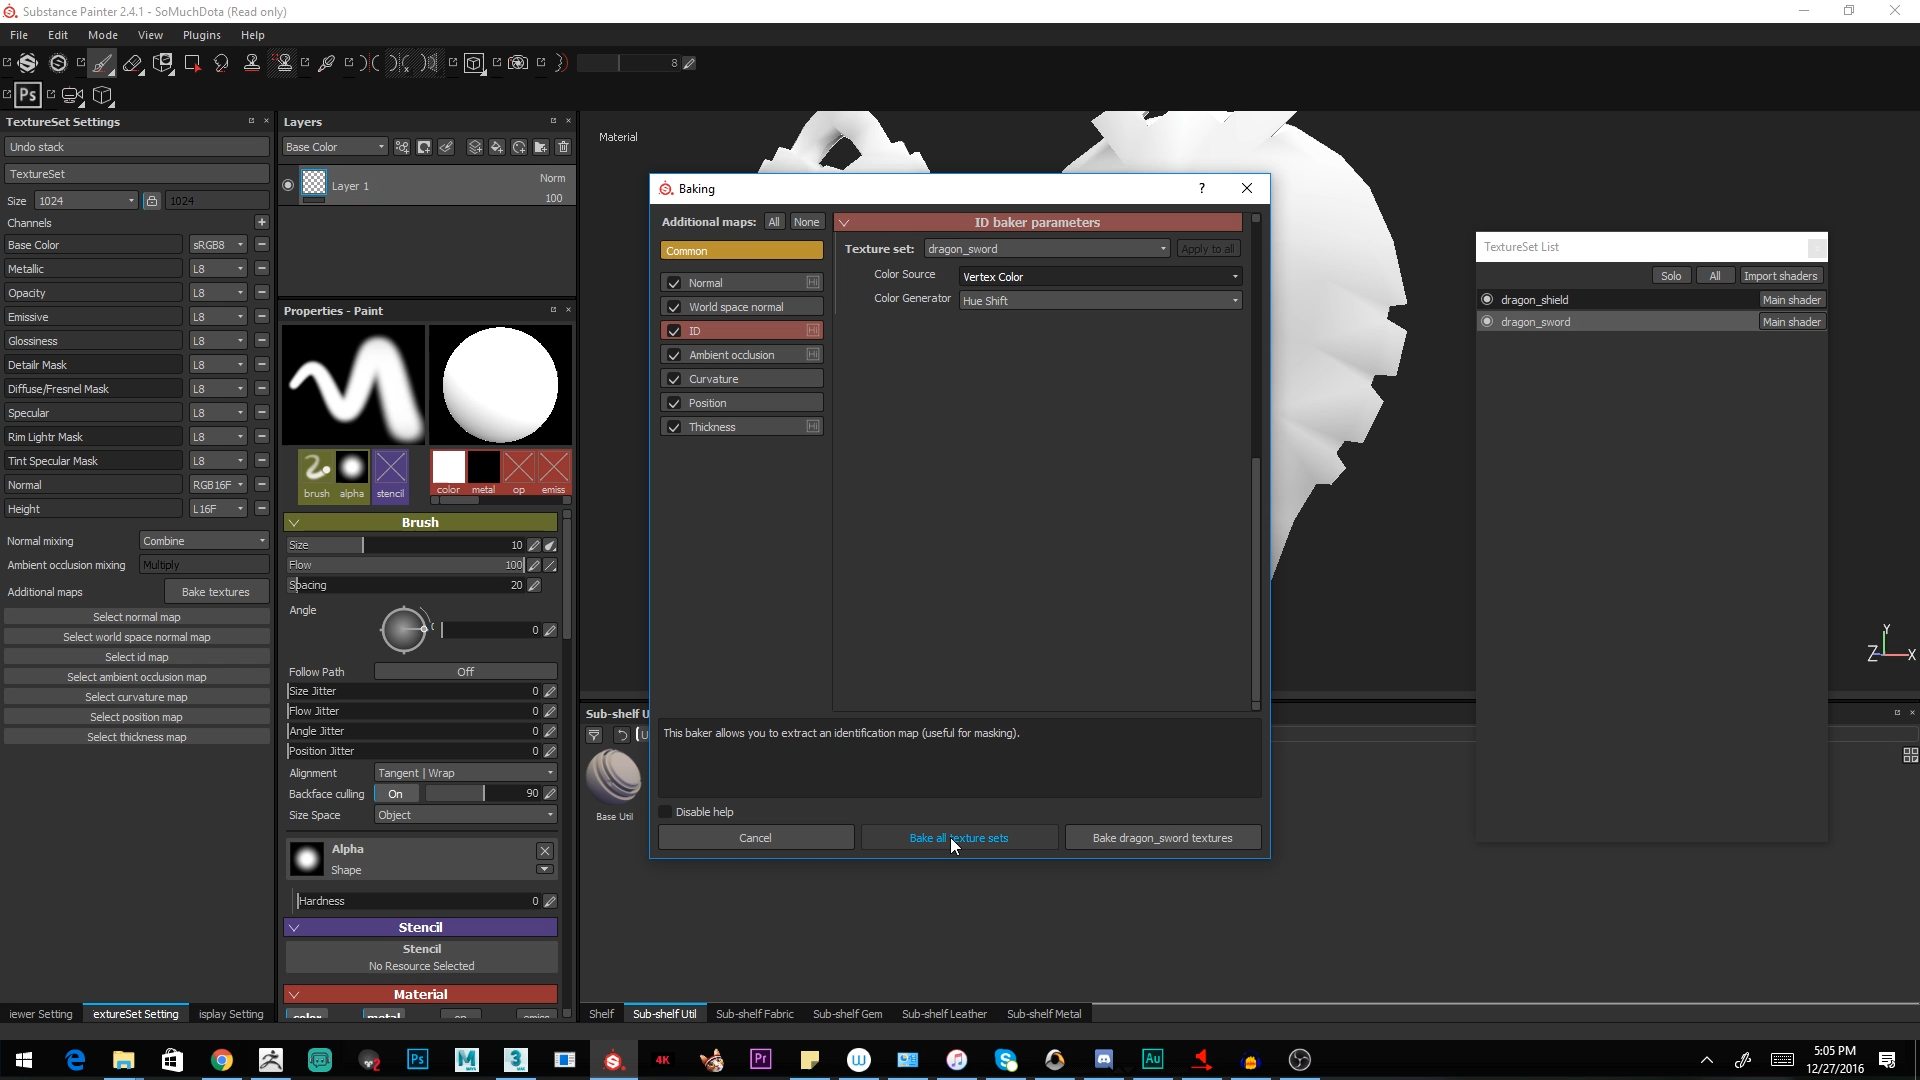 Substance Painter 2.4.1 - SoMuchDota (Read only)
File Edit Mode View Plugins Help
8
Ps
TextureSet Settings
Undo stack
TextureSet
Size 1024 1024
Channels
Base Color sRGB8
Metallic L8
Opacity L8
Emissive L8
Glossiness L8
Detailr Mask L8
Diffuse/Fresnel Mask L8
Specular L8
Rim Lightr Mask L8
Tint Specular Mask L8
Normal RGB16F
Height L16F
Normal mixing Combine
Ambient occlusion mixing Multiply
Additional maps Bake textures
Select normal map
Select world space normal map
Select id map
Select ambient occlusion map
Select curvature map
Select position map
Select thickness map
iewer Setting extureSet Setting isplay Setting
Layers
Base Color
Layer 1 Norm
100
Properties - Paint
brush alpha stencil color metal op emiss
Brush
Size 10
Flow 100
Spacing 20
Angle 0
Follow Path Off
Size Jitter 0
Flow Jitter 0
Angle Jitter 0
Position Jitter 0
Alignment Tangent | Wrap
Backface culling On 90
Size Space Object
Alpha
Shape
Hardness 0
Stencil
Stencil
No Resource Selected
Material
color metal op emiss
Material
Baking
?
Additional maps: All None
Common
Normal
World space normal
ID
Ambient occlusion
Curvature
Position
Thickness
ID baker parameters
Texture set: dragon_sword Apply to all
Color Source Vertex Color
Color Generator Hue Shift
This baker allows you to extract an identification map (useful for masking).
Disable help
Cancel Bake all texture sets Bake dragon_sword textures
TextureSet List
Solo All Import shaders
dragon_shield Main shader
dragon_sword Main shader
Y
Z X
Sub-shelf U
Base Util
Shelf Sub-shelf Util Sub-shelf Fabric Sub-shelf Gem Sub-shelf Leather Sub-shelf Metal
5:05 PM
12/27/2016